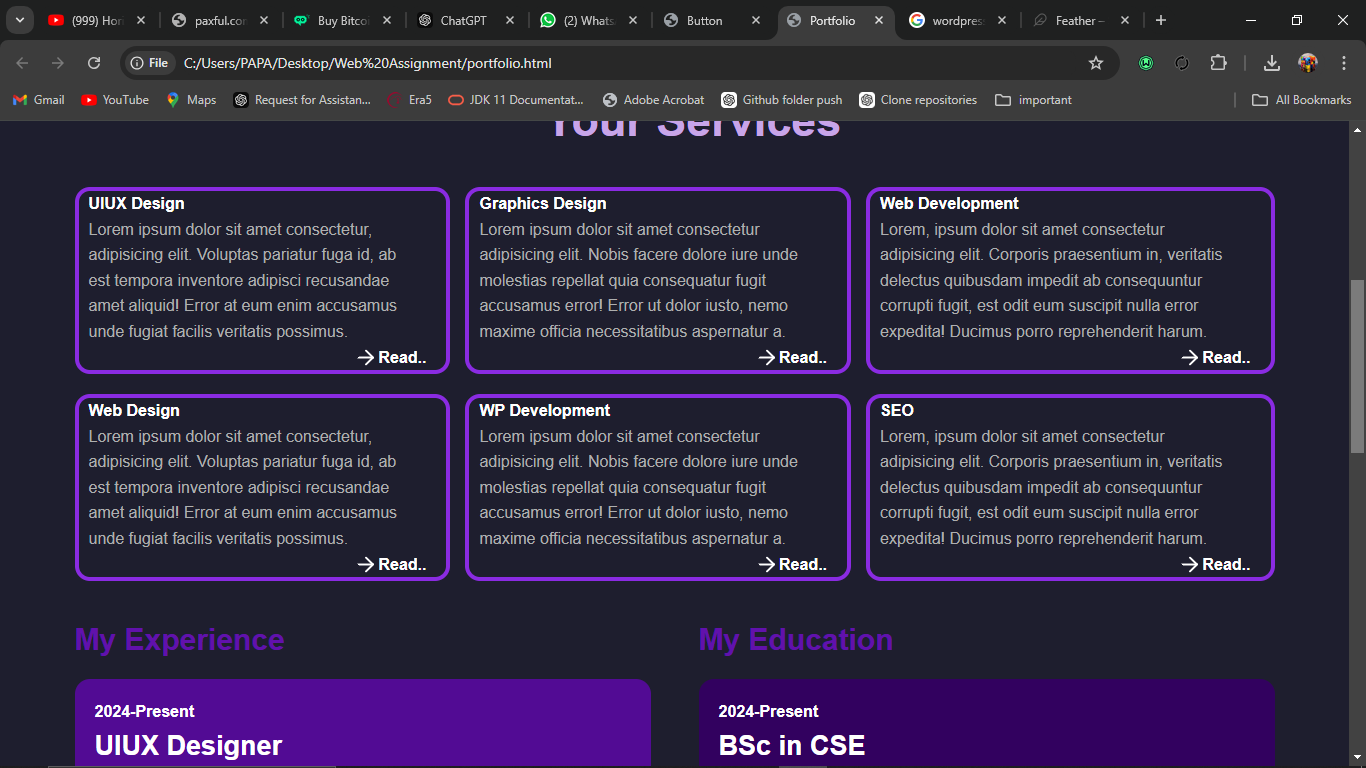 (999) Hori
paxful.com
Buy Bitcoi
ChatGPT
(2) Whats
Button
Portfolio
wordpress
Feather –
File
C:/Users/PAPA/Desktop/Web%20Assignment/portfolio.html
Gmail
YouTube
Maps
Request for Assistan...
Era5
JDK 11 Documentat...
Adobe Acrobat
Github folder push
Clone repositories
important
All Bookmarks
Your Services
UIUX Design
Lorem ipsum dolor sit amet consectetur,
adipisicing elit. Voluptas pariatur fuga id, ab
est tempora inventore adipisci recusandae
amet aliquid! Error at eum enim accusamus
unde fugiat facilis veritatis possimus.
Read..
Graphics Design
Lorem ipsum dolor sit amet consectetur
adipisicing elit. Nobis facere dolore iure unde
molestias repellat quia consequatur fugit
accusamus error! Error ut dolor iusto, nemo
maxime officia necessitatibus aspernatur a.
Read..
Web Development
Lorem, ipsum dolor sit amet consectetur
adipisicing elit. Corporis praesentium in, veritatis
delectus quibusdam impedit ab consequuntur
corrupti fugit, est odit eum suscipit nulla error
expedita! Ducimus porro reprehenderit harum.
Read..
Web Design
Lorem ipsum dolor sit amet consectetur,
adipisicing elit. Voluptas pariatur fuga id, ab
est tempora inventore adipisci recusandae
amet aliquid! Error at eum enim accusamus
unde fugiat facilis veritatis possimus.
Read..
WP Development
Lorem ipsum dolor sit amet consectetur
adipisicing elit. Nobis facere dolore iure unde
molestias repellat quia consequatur fugit
accusamus error! Error ut dolor iusto, nemo
maxime officia necessitatibus aspernatur a.
Read..
SEO
Lorem, ipsum dolor sit amet consectetur
adipisicing elit. Corporis praesentium in, veritatis
delectus quibusdam impedit ab consequuntur
corrupti fugit, est odit eum suscipit nulla error
expedita! Ducimus porro reprehenderit harum.
Read..
My Experience
2024-Present
UIUX Designer
My Education
2024-Present
BSc in CSE